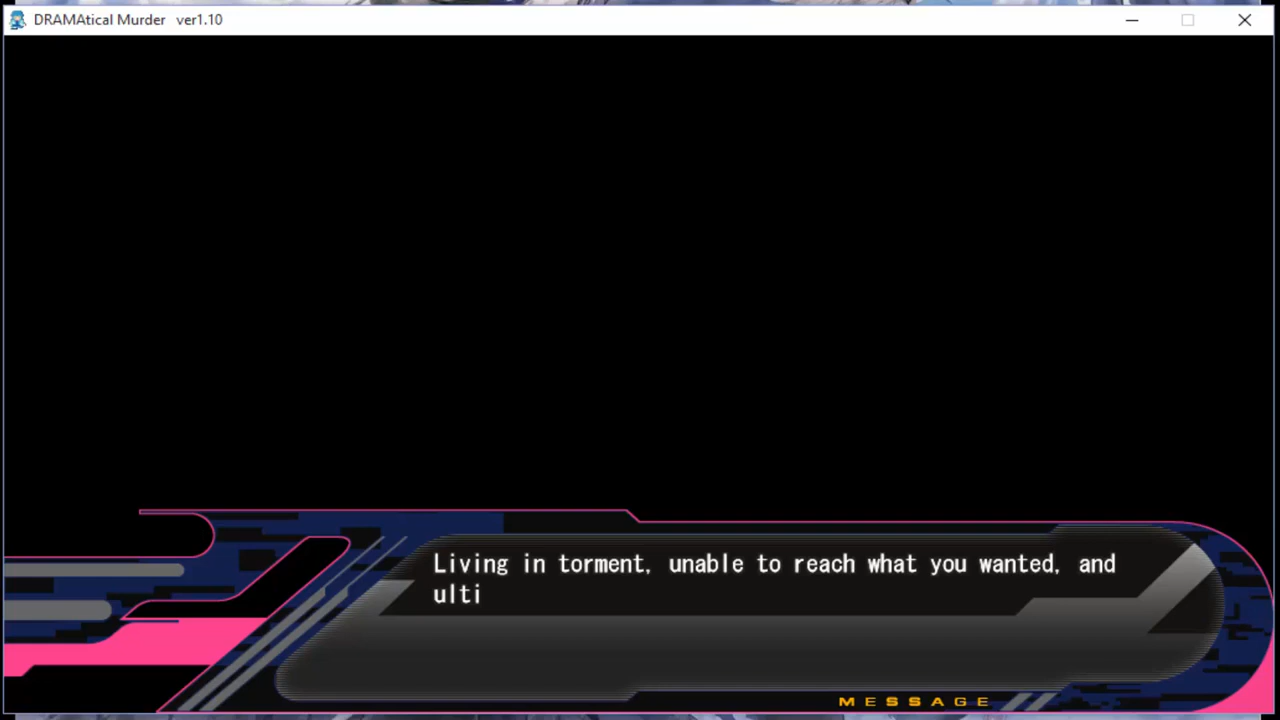 DRAMAtical Murder ver1.10
Living in torment, unable to reach what you wanted, and
ulti
MESSAGE